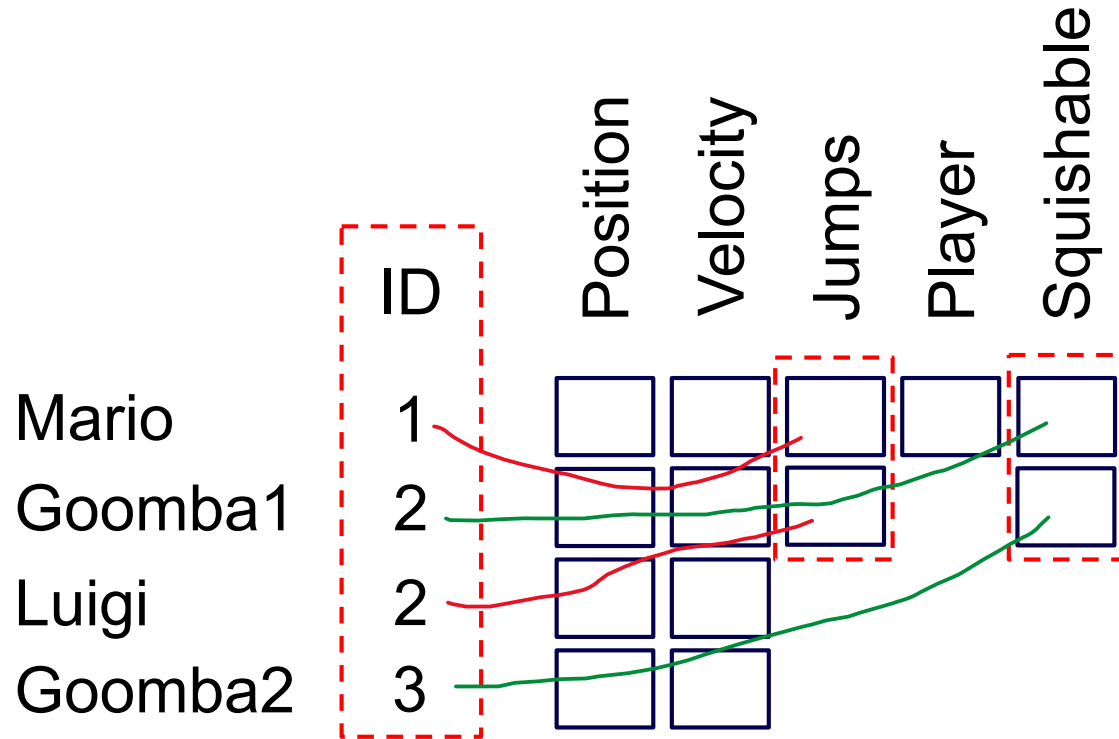 Position
Velocity
Jumps
Player
Squishable
ID
Mario 1
Goomba1 2
Luigi 2
Goomba2 3